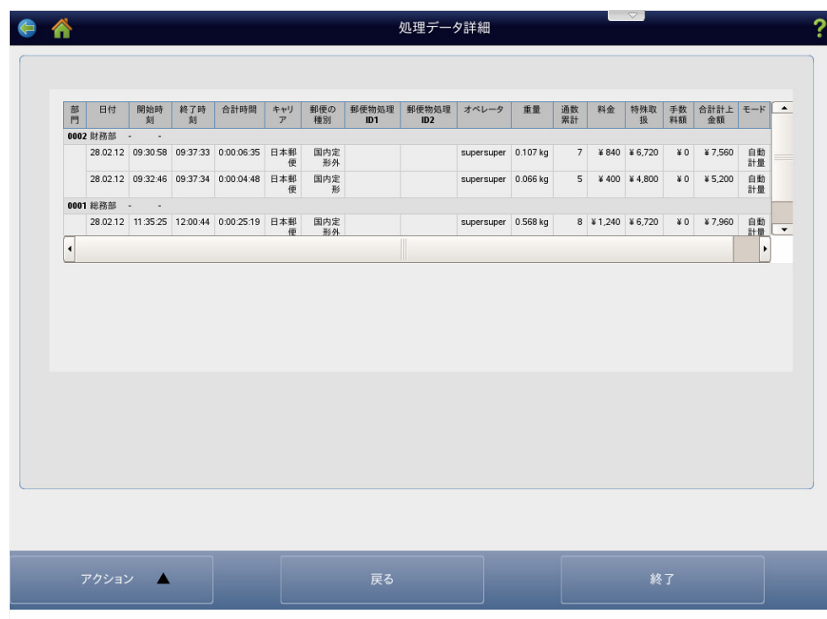 処理データ詳細
?
部門 日付 開始時刻 終了時刻 合計時間 キャリア 郵便の種別 郵便物処理ID1 郵便物処理ID2 オペレータ 重量 通数累計 料金 特殊取扱 手数料額 合計計上金額 モード
0002 財務部 - -
28.02.12 09:30:58 09:37:33 0:00:06:35 日本郵便 国内定形外 supersuper 0.107 kg 7 ¥ 840 ¥ 6,720 ¥ 0 ¥ 7,560 自動計量
28.02.12 09:32:46 09:37:34 0:00:04:48 日本郵便 国内定形 supersuper 0.066 kg 5 ¥ 400 ¥ 4,800 ¥ 0 ¥ 5,200 自動計量
0001 総務部 - -
28.02.12 11:35:25 12:00:44 0:00:25:19 日本郵便 国内定形外 supersuper 0.568 kg 8 ¥ 1,240 ¥ 6,720 ¥ 0 ¥ 7,960 自動計量
アクション ▲ 戻る 終了